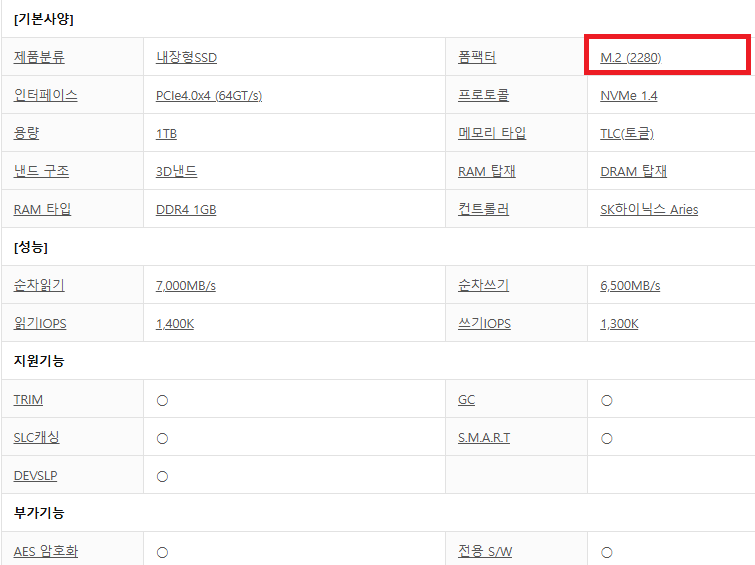 [기본사양]
제품분류 내장형SSD 폼팩터 M.2 (2280)
인터페이스 PCIe4.0x4 (64GT/s) 프로토콜 NVMe 1.4
용량 1TB 메모리 타입 TLC(토글)
낸드 구조 3D낸드 RAM 탑재 DRAM 탑재
RAM 타입 DDR4 1GB 컨트롤러 SK하이닉스 Aries
[성능]
순차읽기 7,000MB/s 순차쓰기 6,500MB/s
읽기IOPS 1,400K 쓰기IOPS 1,300K
지원기능
TRIM ○ GC ○
SLC캐싱 ○ S.M.A.R.T ○
DEVSLP ○
부가기능
AES 암호화 ○ 전용 S/W ○